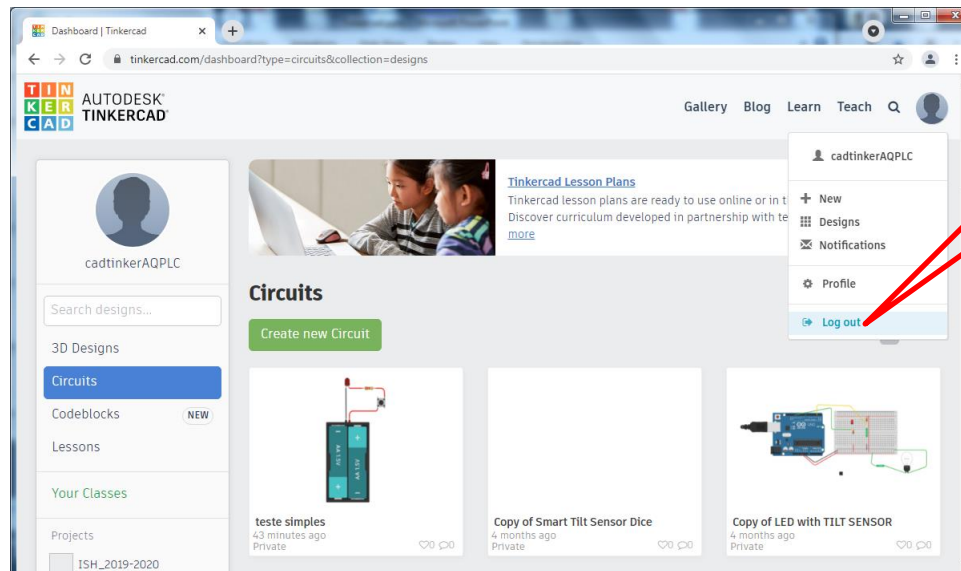 Dashboard | Tinkercad
tinkercad.com/dashboard?type=circuits&collection=designs
TIN
KER
CAD
AUTODESK®
TINKERCAD®
Gallery Blog Learn Teach
cadtinkerAQPLC
New
Designs
Notifications
Profile
Log out
cadtinkerAQPLC
Search designs...
3D Designs
Circuits
Codeblocks NEW
Lessons
Your Classes
Projects
ISH_2019-2020
Tinkercad Lesson Plans
Tinkercad lesson plans are ready to use online or in t
Discover curriculum developed in partnership with te
more
Circuits
Create new Circuit
teste simples
43 minutes ago
Private
0 0
Copy of Smart Tilt Sensor Dice
4 months ago
Private
0 0
Copy of LED with TILT SENSOR
4 months ago
Private
0 0